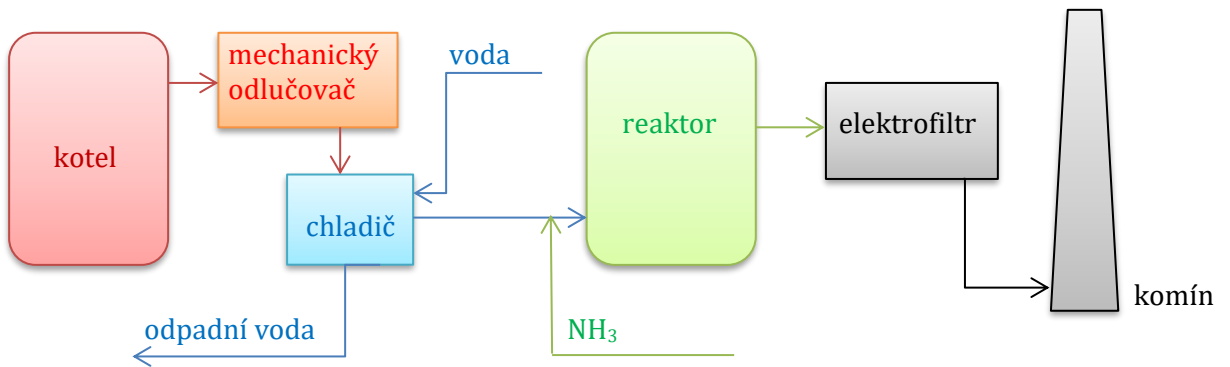 kotel
mechanický
odlučovač
voda
chladič
odpadní voda
NH₃
reaktor
elektrofiltr
komín